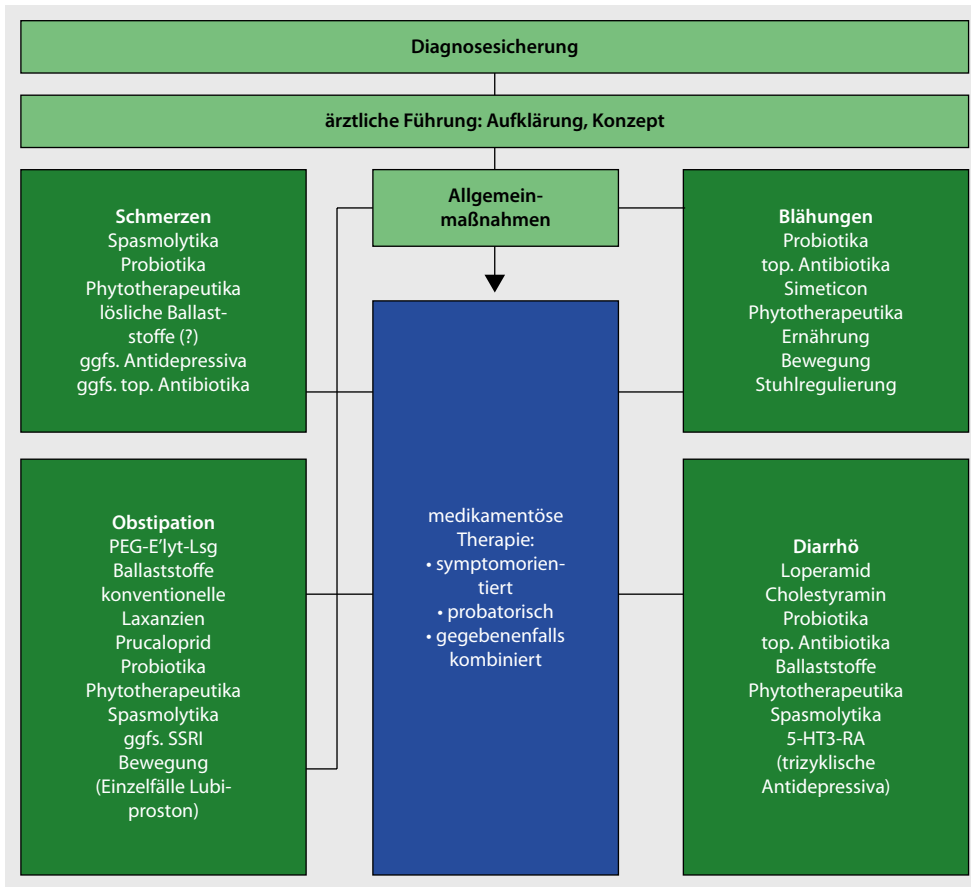 Diagnosesicherung
ärztliche Führung: Aufklärung, Konzept
Allgemein-
maßnahmen
Schmerzen
Spasmolytika
Probiotika
Phytotherapeutika
lösliche Ballast-
stoffe (?)
ggfs. Antidepressiva
ggfs. top. Antibiotika
Blähungen
Probiotika
top. Antibiotika
Simeticon
Phytotherapeutika
Ernährung
Bewegung
Stuhlregulierung
Obstipation
PEG-E’lyt-Lsg
Ballaststoffe
konventionelle
Laxanzien
Prucaloprid
Probiotika
Phytotherapeutika
Spasmolytika
ggfs. SSRI
Bewegung
(Einzelfälle Lubi-
proston)
medikamentöse
Therapie:
• symptomorien-
tiert
• probatorisch
• gegebenenfalls
kombiniert
Diarrhö
Loperamid
Cholestyramin
Probiotika
top. Antibiotika
Ballaststoffe
Phytotherapeutika
Spasmolytika
5-HT3-RA
(trizyklische
Antidepressiva)